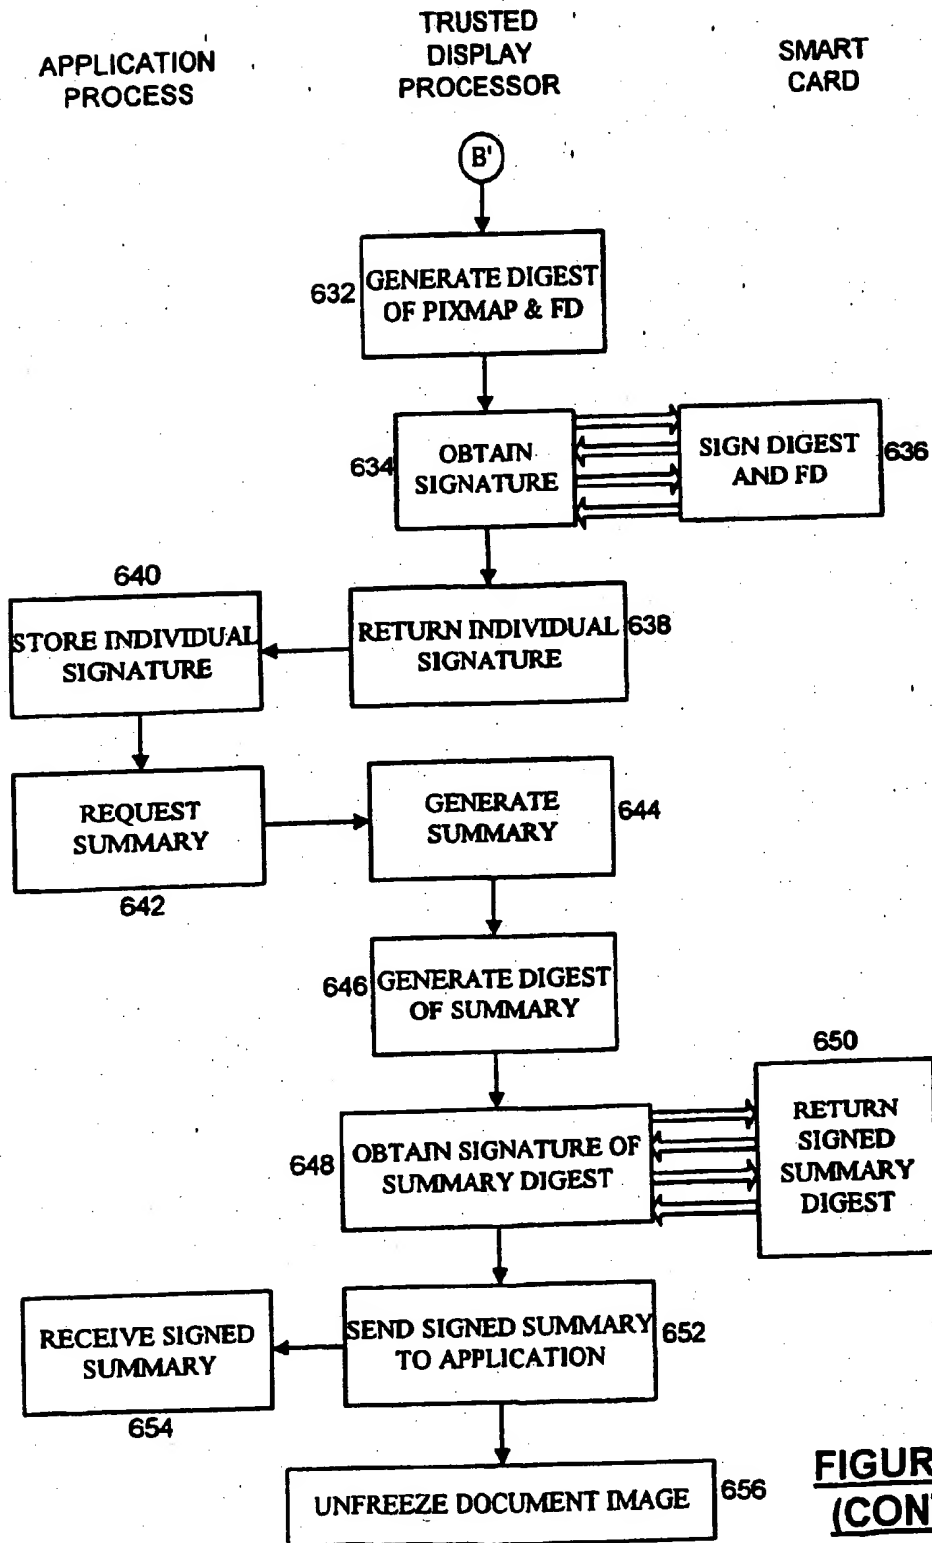 APPLICATION
PROCESS
TRUSTED
DISPLAY
PROCESSOR
SMART
CARD
B'
632
GENERATE DIGEST
OF PIXMAP & FD
634
OBTAIN
SIGNATURE
SIGN DIGEST
AND FD
636
640
STORE INDIVIDUAL
SIGNATURE
RETURN INDIVIDUAL
SIGNATURE
638
REQUEST
SUMMARY
642
GENERATE
SUMMARY
644
646
GENERATE DIGEST
OF SUMMARY
648
OBTAIN SIGNATURE OF
SUMMARY DIGEST
650
RETURN
SIGNED
SUMMARY
DIGEST
RECEIVE SIGNED
SUMMARY
654
SEND SIGNED SUMMARY
TO APPLICATION
652
UNFREEZE DOCUMENT IMAGE
656
FIGUR
(CON